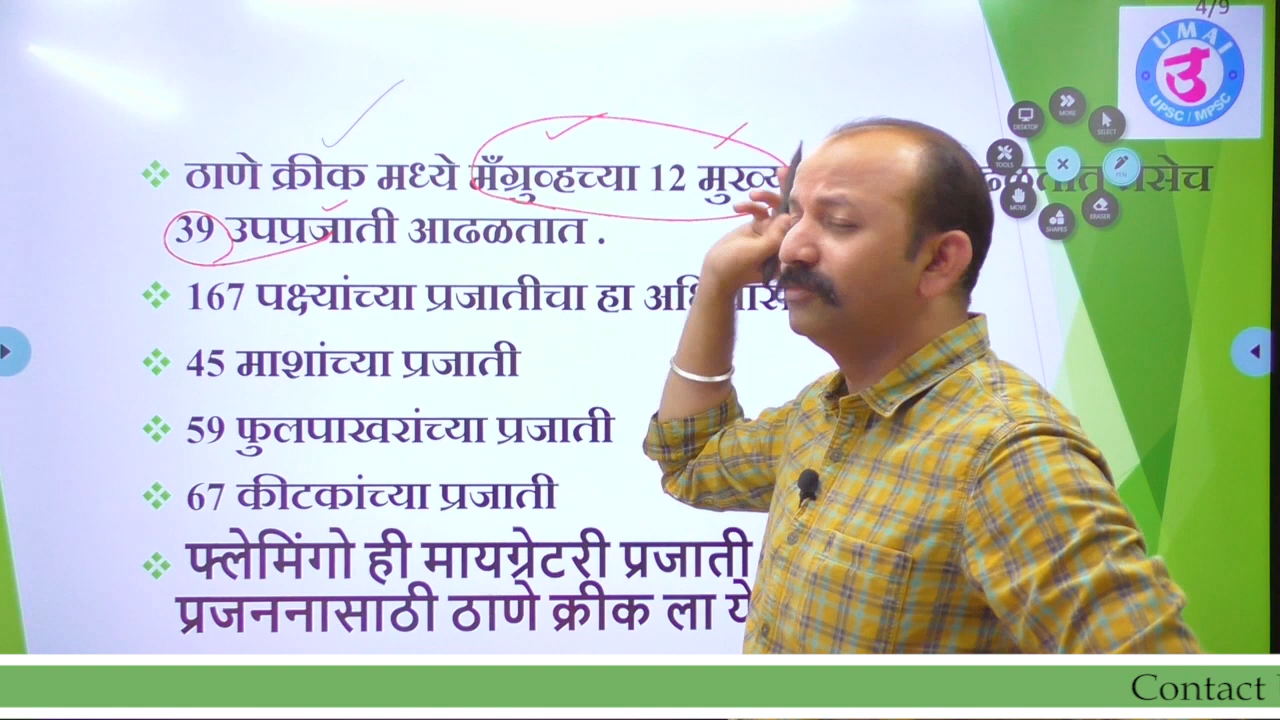 4/9
UMAI
उ
UPSC / MPSC
DESKTOP
MORE
SELECT
TOOLS
PEN
MOVE
SHAPES
ERASER
ठाणे क्रीक मध्ये मँग्रुव्हच्या 12 मुख्य
39 उपप्रजाती आढळतात .
167 पक्ष्यांच्या प्रजातीचा हा
45 माशांच्या प्रजाती
59 फुलपाखरांच्या प्रजाती
67 कीटकांच्या प्रजाती
फ्लेमिंगो ही मायग्रेटरी प्रजाती
प्रजननासाठी ठाणे क्रीक ला
Contact